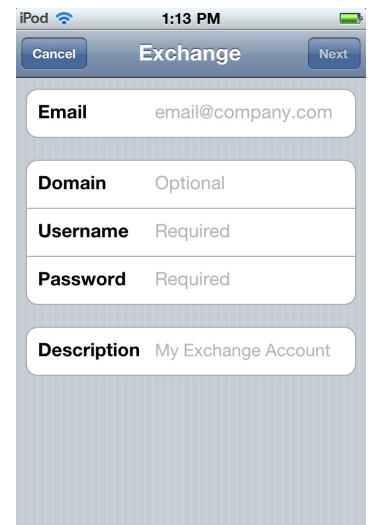 iPod 1:13 PM
Cancel Exchange Next
Email email@company.com
Domain Optional
Username Required
Password Required
Description My Exchange Account